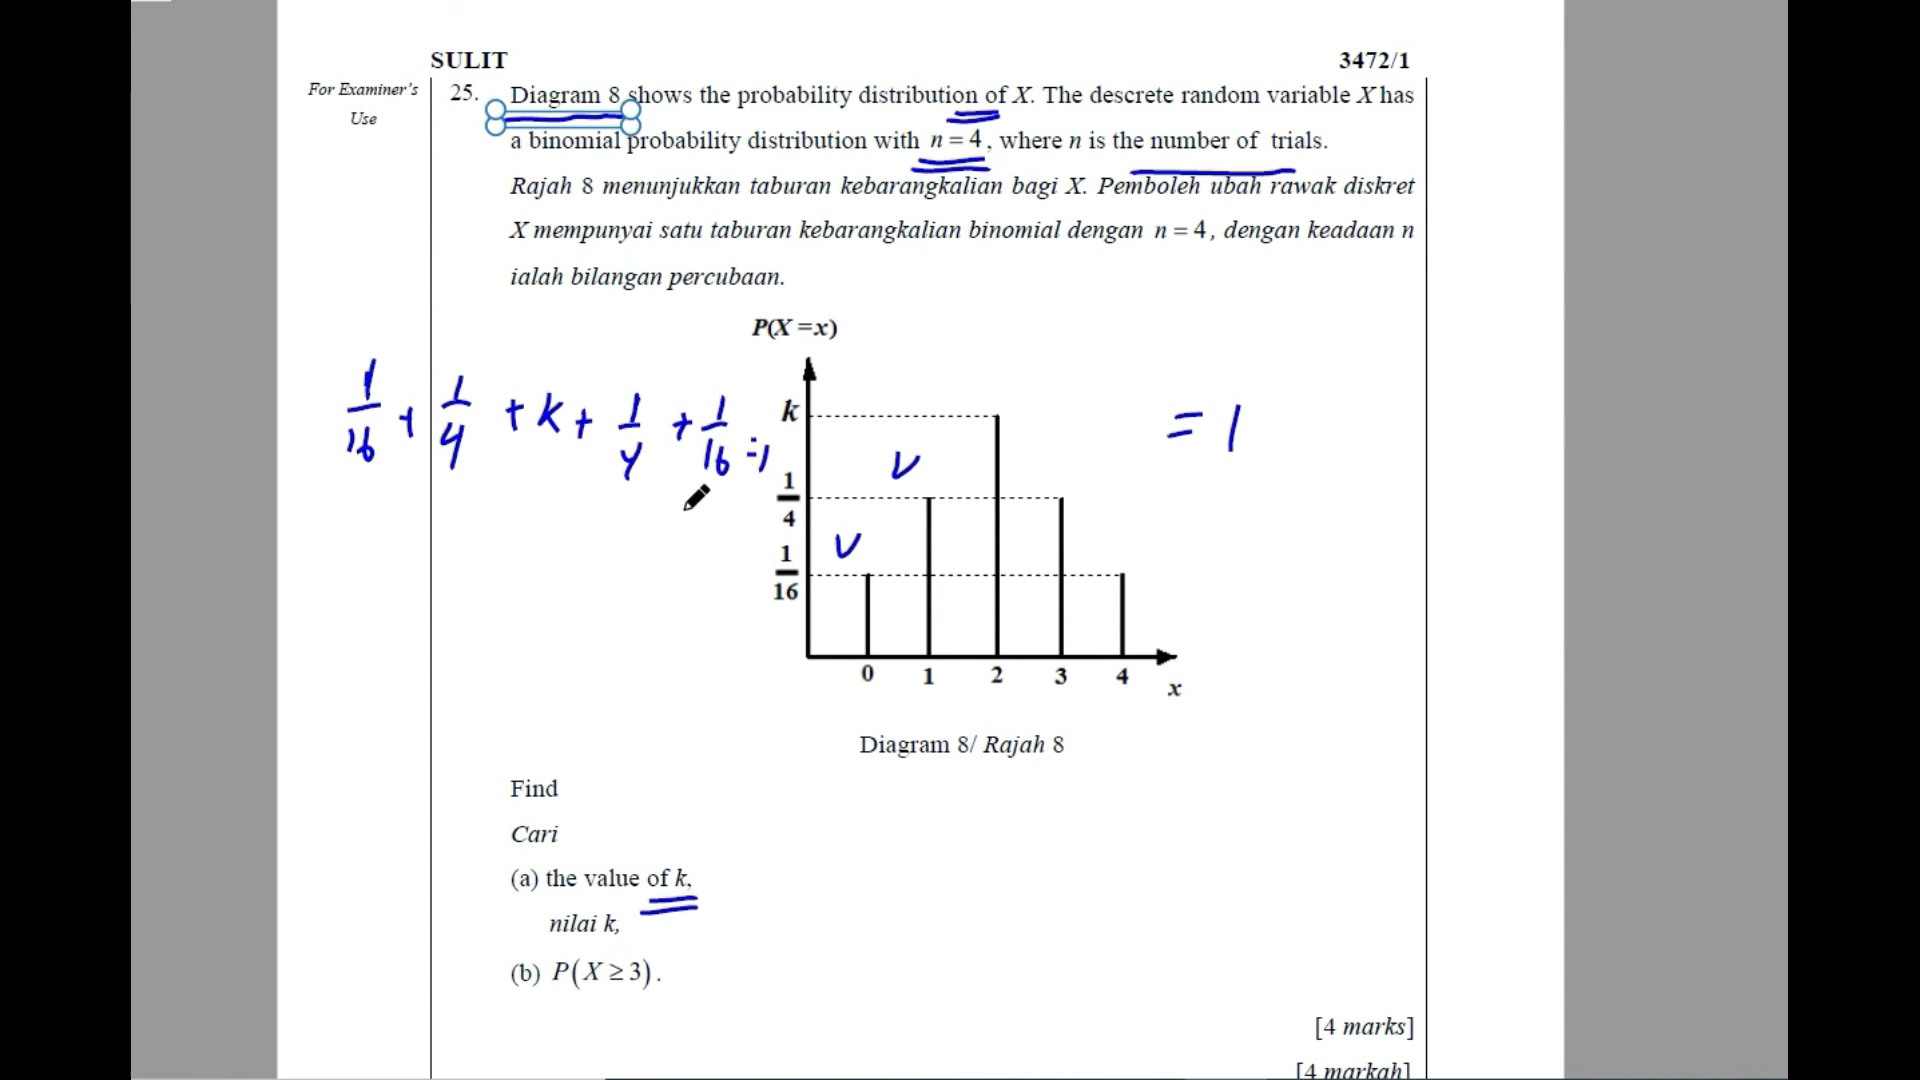 SULIT 3472/1
For Examiner's
Use
25. Diagram 8 shows the probability distribution of X. The descrete random variable X has
a binomial probability distribution with n = 4, where n is the number of trials.
Rajah 8 menunjukkan taburan kebarangkalian bagi X. Pemboleh ubah rawak diskret
X mempunyai satu taburan kebarangkalian binomial dengan n = 4, dengan keadaan n
ialah bilangan percubaan.
P(X = x)
1/16 + 1/4 + k + 1/4 + 1/16 = 1
= 1
k
1/4
1/16
0 1 2 3 4
x
Diagram 8/ Rajah 8
Find
Cari
(a) the value of k,
nilai k,
(b) P(X ≥ 3).
[4 marks]
[4 markah]